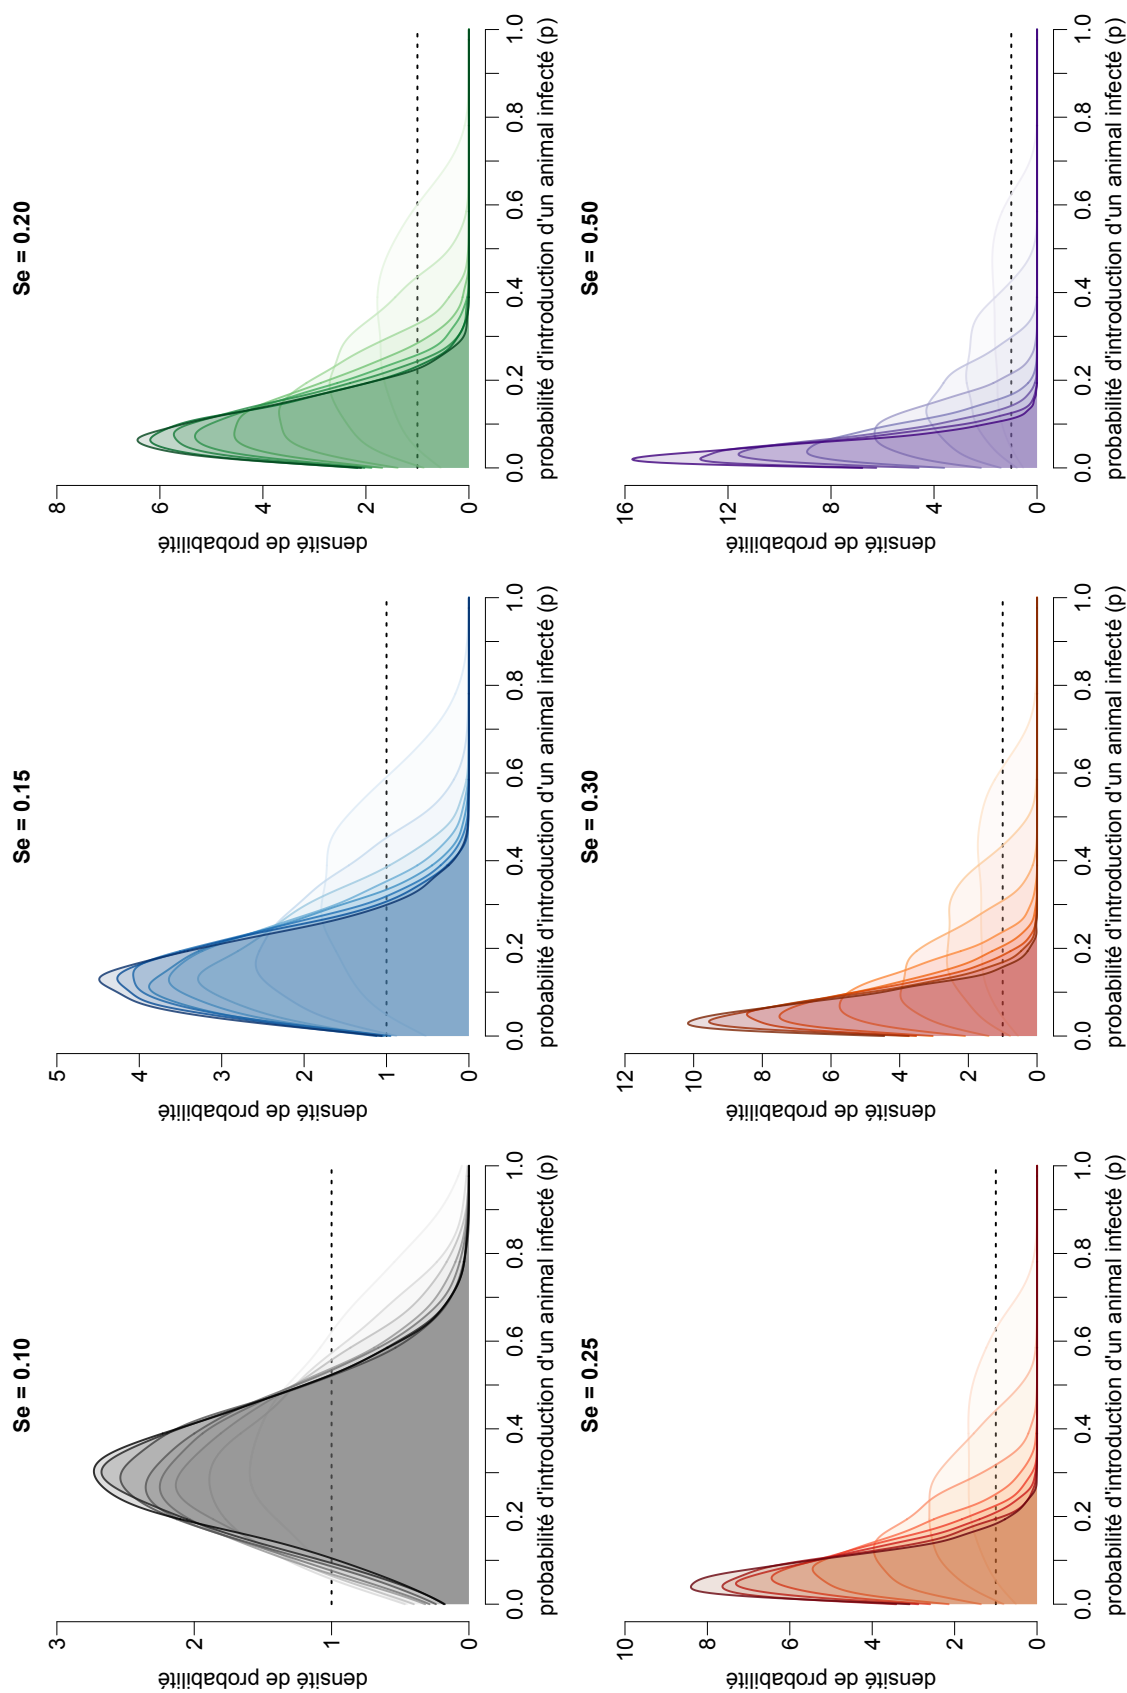 Se = 0.10
densité de probabilité
0 1 2 3
0.0 0.2 0.4 0.6 0.8 1.0
probabilité d'introduction d'un animal infecté (p)
Se = 0.15
densité de probabilité
0 1 2 3 4 5
0.0 0.2 0.4 0.6 0.8 1.0
probabilité d'introduction d'un animal infecté (p)
Se = 0.20
densité de probabilité
0 2 4 6 8
0.0 0.2 0.4 0.6 0.8 1.0
probabilité d'introduction d'un animal infecté (p)
Se = 0.25
densité de probabilité
0 2 4 6 8 10
0.0 0.2 0.4 0.6 0.8 1.0
probabilité d'introduction d'un animal infecté (p)
Se = 0.30
densité de probabilité
0 2 4 6 8 10 12
0.0 0.2 0.4 0.6 0.8 1.0
probabilité d'introduction d'un animal infecté (p)
Se = 0.50
densité de probabilité
0 4 8 12 16
0.0 0.2 0.4 0.6 0.8 1.0
probabilité d'introduction d'un animal infecté (p)